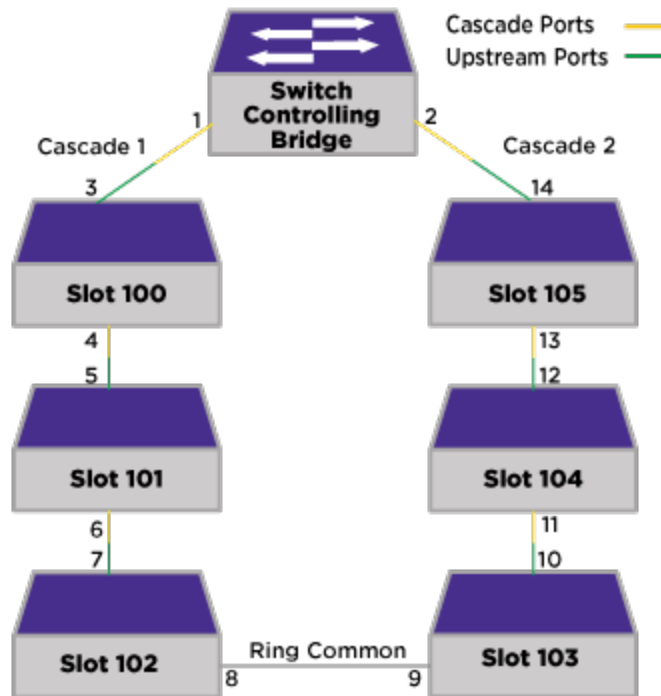 Cascade Ports
Upstream Ports
Switch
Controlling
Bridge
1
2
Cascade 1
Cascade 2
3
14
Slot 100
Slot 105
4
13
5
12
Slot 101
Slot 104
6
11
7
10
Slot 102
Ring Common
Slot 103
8
9